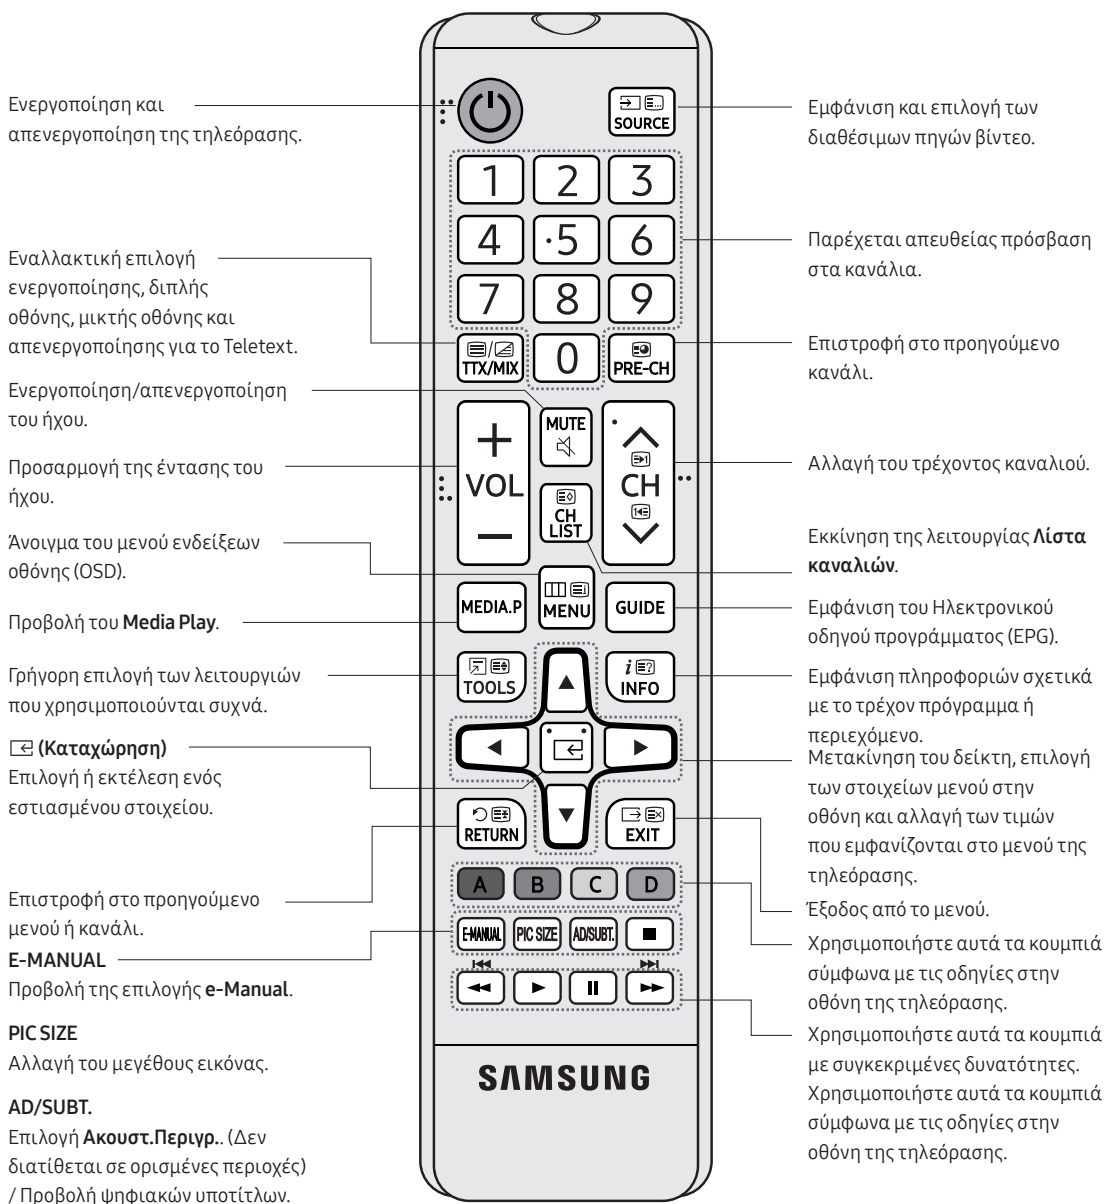 Ενεργοποίηση και
απενεργοποίηση της τηλεόρασης.
Εναλλακτική επιλογή
ενεργοποίησης, διπλής
οθόνης, μικτής οθόνης και
απενεργοποίησης για το Teletext.
Ενεργοποίηση/απενεργοποίηση
του ήχου.
Προσαρμογή της έντασης του
ήχου.
Άνοιγμα του μενού ενδείξεων
οθόνης (OSD).
Προβολή του Media Play.
Γρήγορη επιλογή των λειτουργιών
που χρησιμοποιούνται συχνά.
(Καταχώρηση)
Επιλογή ή εκτέλεση ενός
εστιασμένου στοιχείου.
Επιστροφή στο προηγούμενο
μενού ή κανάλι.
E-MANUAL
Προβολή της επιλογής e-Manual.
PIC SIZE
Αλλαγή του μεγέθους εικόνας.
AD/SUBT.
Επιλογή Ακουστ.Περιγρ.. (Δεν
διατίθεται σε ορισμένες περιοχές)
/ Προβολή ψηφιακών υποτίτλων.
SOURCE
1 2 3
4 5 6
7 8 9
TTX/MIX 0 PRE-CH
MUTE
+
VOL
−
CH
LIST
CH
MEDIA.P MENU GUIDE
TOOLS INFO
RETURN EXIT
A B C D
E-MANUAL PIC SIZE AD/SUBT.
SAMSUNG
Εμφάνιση και επιλογή των
διαθέσιμων πηγών βίντεο.
Παρέχεται απευθείας πρόσβαση
στα κανάλια.
Επιστροφή στο προηγούμενο
κανάλι.
Αλλαγή του τρέχοντος καναλιού.
Εκκίνηση της λειτουργίας Λίστα
καναλιών.
Εμφάνιση του Ηλεκτρονικού
οδηγού προγράμματος (EPG).
Εμφάνιση πληροφοριών σχετικά
με το τρέχον πρόγραμμα ή
περιεχόμενο.
Μετακίνηση του δείκτη, επιλογή
των στοιχείων μενού στην
οθόνη και αλλαγή των τιμών
που εμφανίζονται στο μενού της
τηλεόρασης.
Έξοδος από το μενού.
Χρησιμοποιήστε αυτά τα κουμπιά
σύμφωνα με τις οδηγίες στην
οθόνη της τηλεόρασης.
Χρησιμοποιήστε αυτά τα κουμπιά
με συγκεκριμένες δυνατότητες.
Χρησιμοποιήστε αυτά τα κουμπιά
σύμφωνα με τις οδηγίες στην
οθόνη της τηλεόρασης.